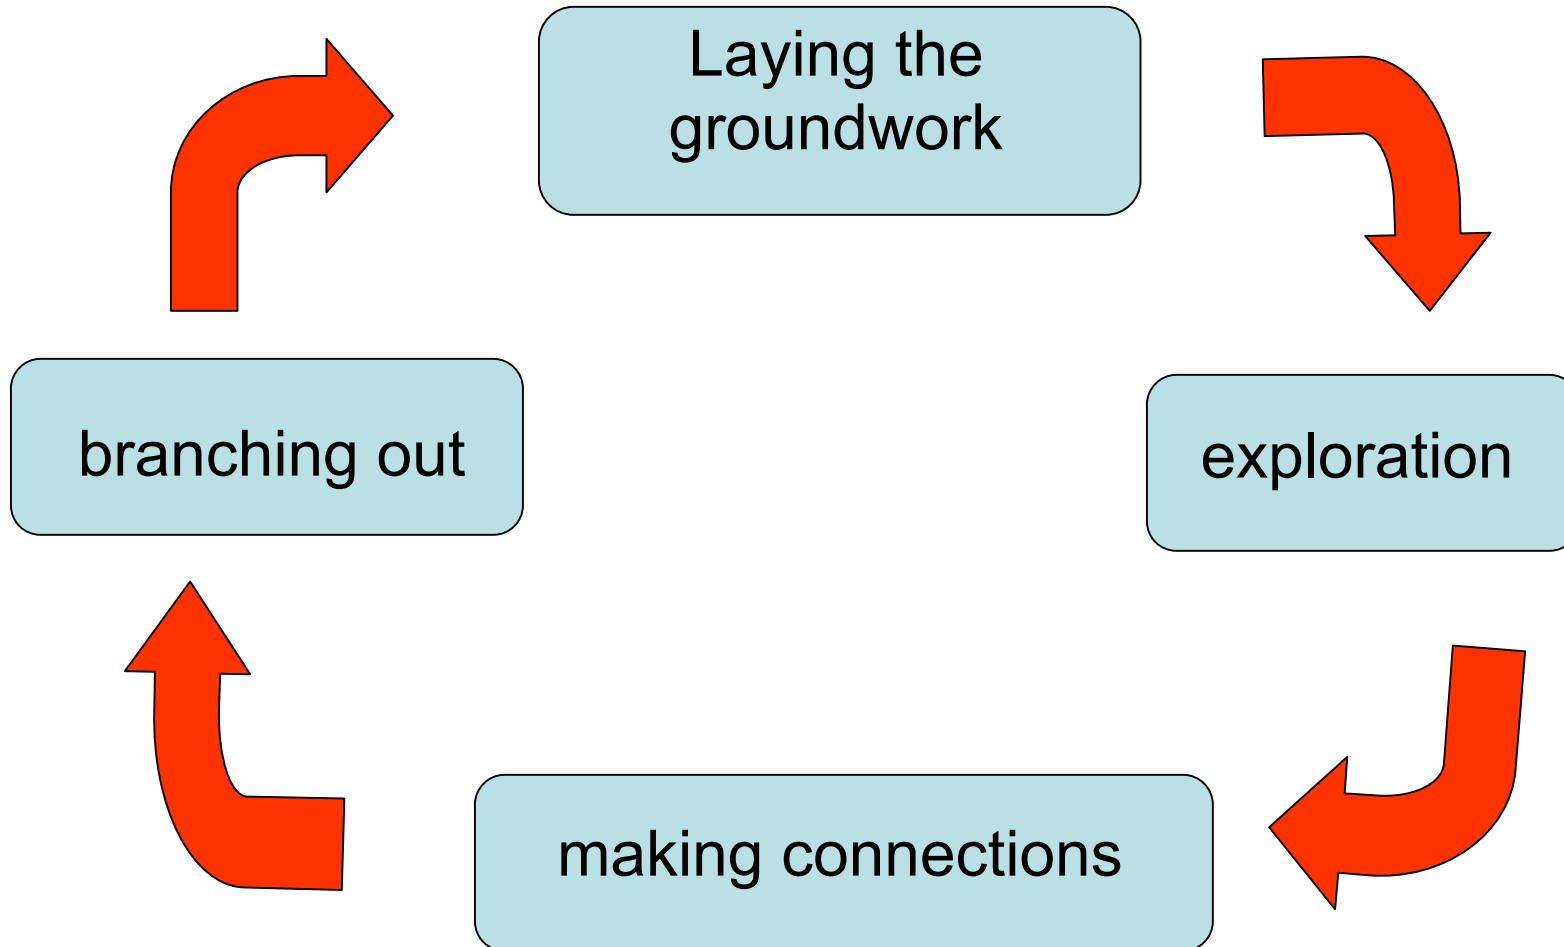 Laying the
groundwork
branching out
exploration
making connections